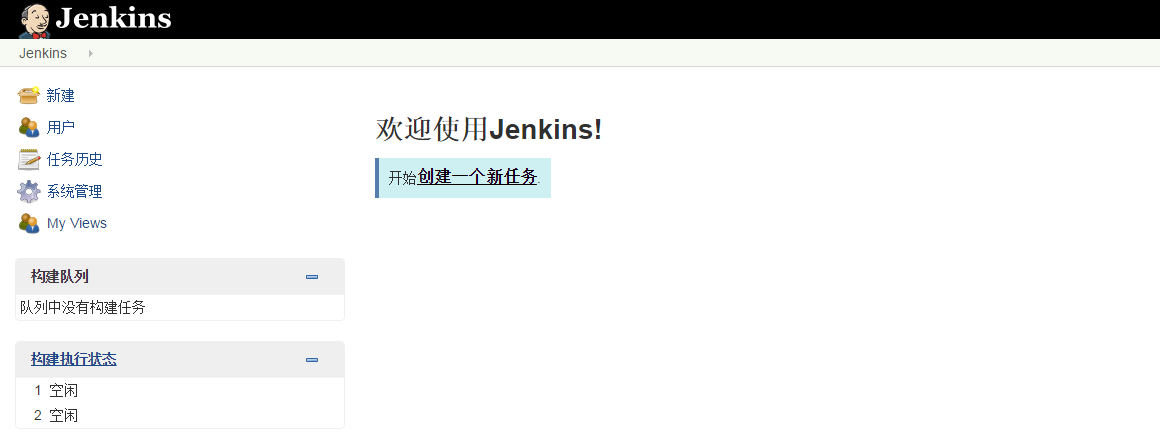 Jenkins
Jenkins
新建
用户
任务历史
系统管理
My Views
构建队列
队列中没有构建任务
构建执行状态
1 空闲
2 空闲
欢迎使用Jenkins!
开始创建一个新任务.